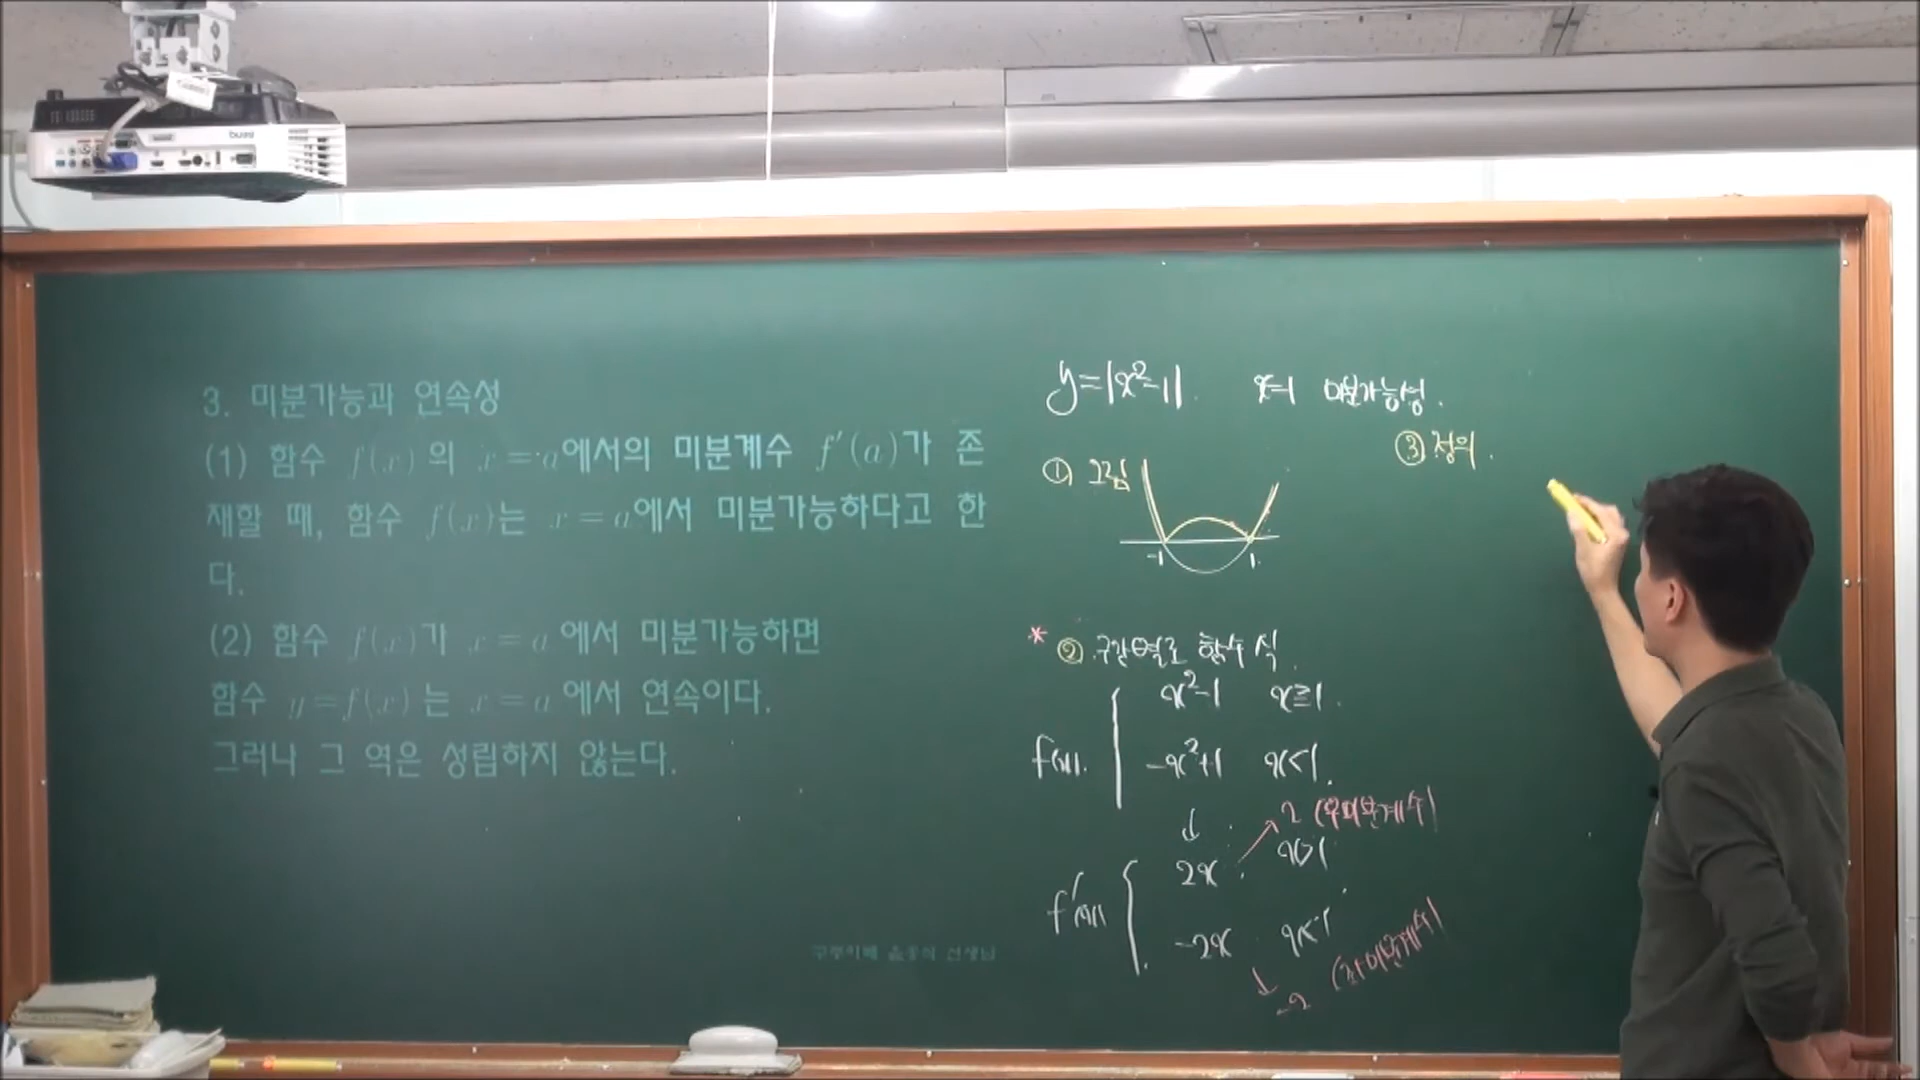 3. 미분가능과 연속성
(1) 함수 f(x)의 x=a에서의 미분계수 f′(a)가 존
재할 때, 함수 f(x)는 x=a에서 미분가능하다고 한
다.
(2) 함수 f(x)가 x=a 에서 미분가능하면
함수 y=f(x)는 x=a 에서 연속이다.
그러나 그 역은 성립하지 않는다.
y=|x²-1| x=1 미분가능성.
① 그림
-1 1
③ 정의.
* ② 구간별로 함수 식
f(x) x²-1 x≥1
-x²+1 x<1
↓ 2 (우미분계수)
f′(x) 2x x>1
-2x x<1
↓ -2 (좌미분계수)